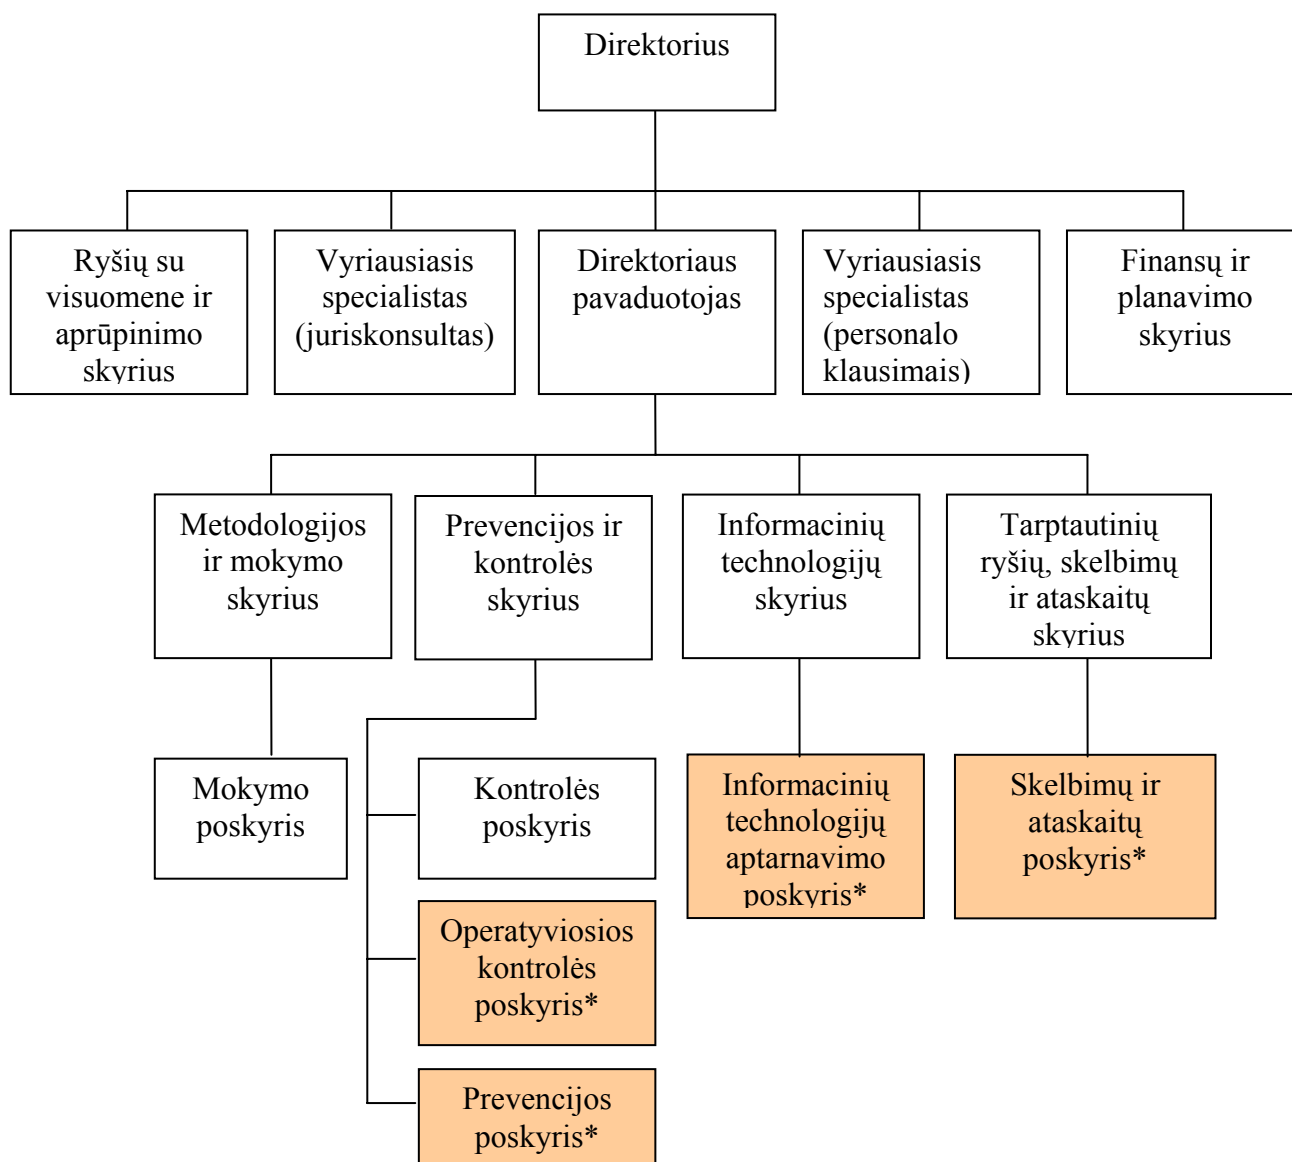 Direktorius
Ryšių su
visuomene ir
aprūpinimo
skyrius
Vyriausiasis
specialistas
(juriskonsultas)
Direktoriaus
pavaduotojas
Vyriausiasis
specialistas
(personalo
klausimais)
Finansų ir
planavimo
skyrius
Metodologijos
ir mokymo
skyrius
Prevencijos ir
kontrolės
skyrius
Informacinių
technologijų
skyrius
Tarptautinių
ryšių, skelbimų
ir ataskaitų
skyrius
Mokymo
poskyris
Kontrolės
poskyris
Informacinių
technologijų
aptarnavimo
poskyris*
Skelbimų ir
ataskaitų
poskyris*
Operatyviosios
kontrolės
poskyris*
Prevencijos
poskyris*